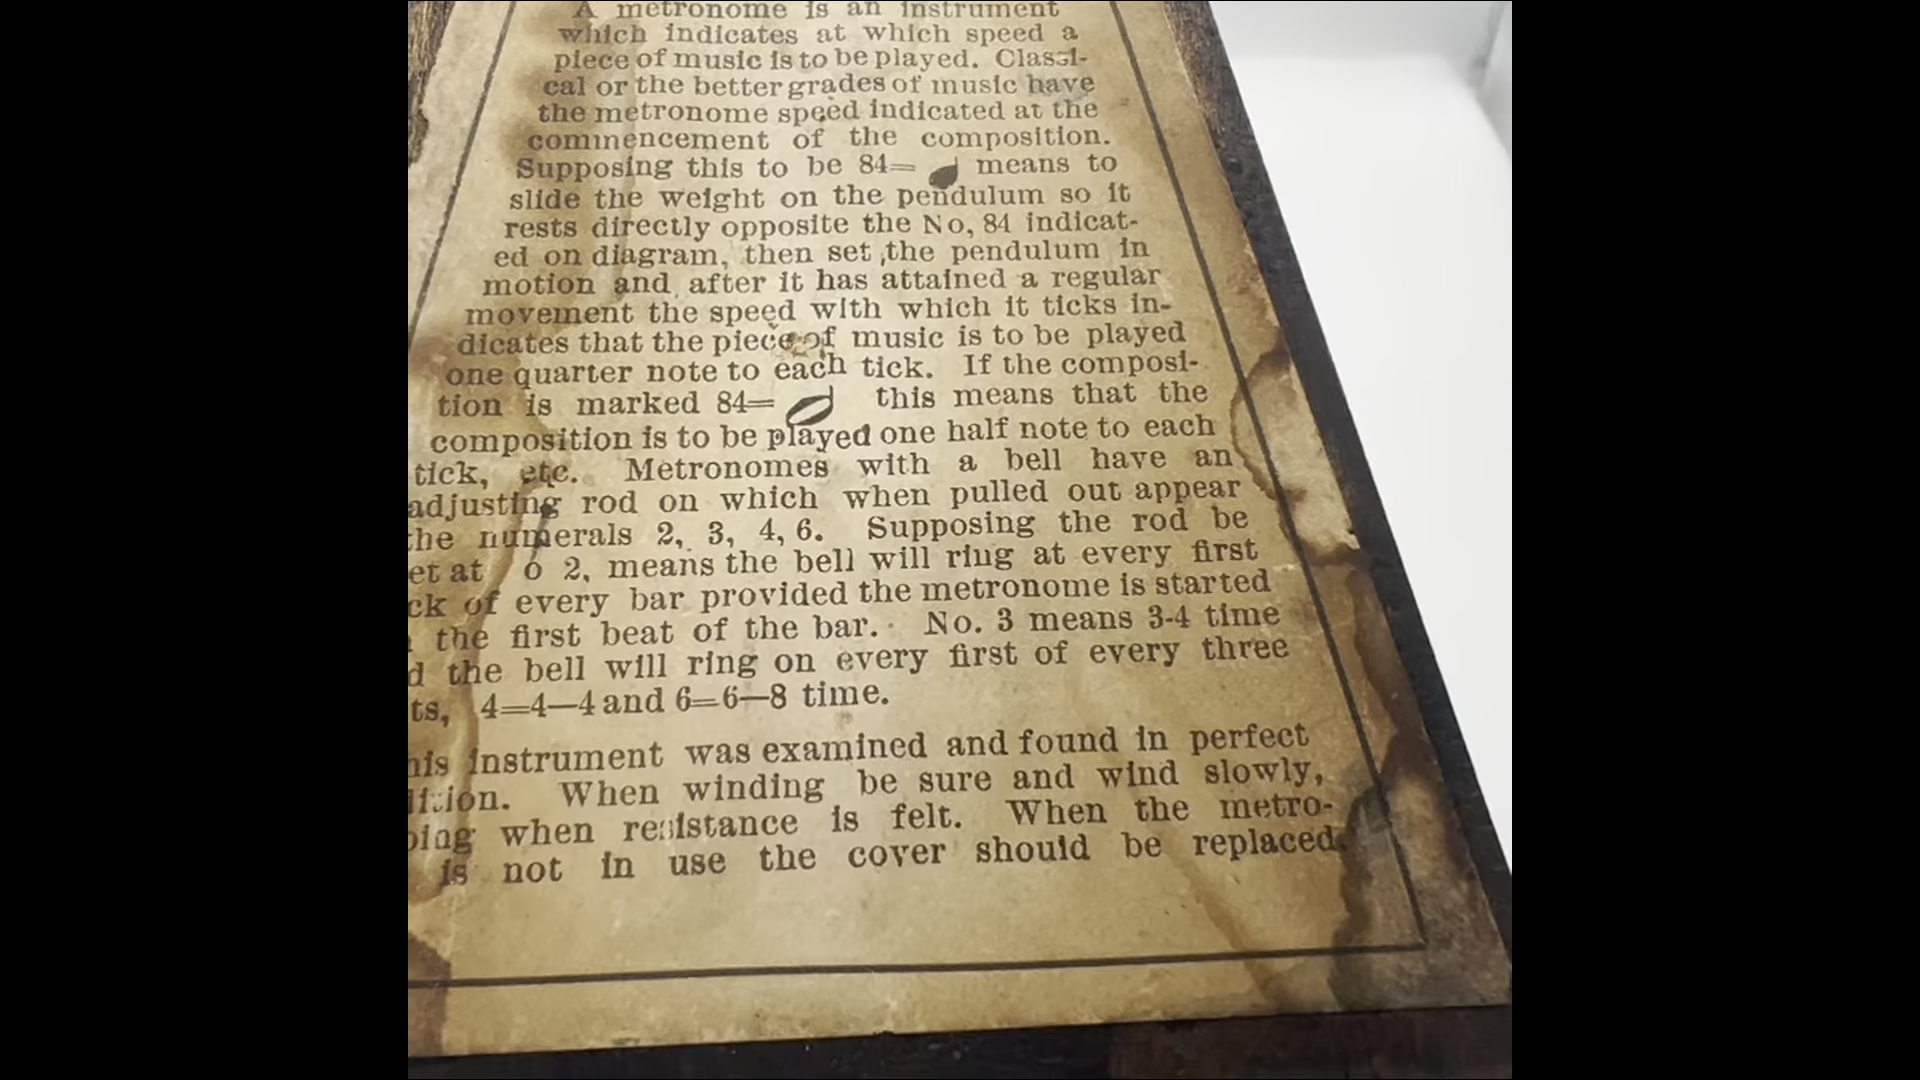 A metronome is an instrument
which indicates at which speed a
piece of music is to be played. Classi-
cal or the better grades of music have
the metronome speed indicated at the
commencement of the composition.
Supposing this to be 84= means to
slide the weight on the pendulum so it
rests directly opposite the No, 84 indicat-
ed on diagram, then set the pendulum in
motion and after it has attained a regular
movement the speed with which it ticks in-
dicates that the piece of music is to be played
one quarter note to each tick. If the composi-
tion is marked 84= this means that the
composition is to be played one half note to each
tick, etc. Metronomes with a bell have an
adjusting rod on which when pulled out appear
the numerals 2, 3, 4, 6. Supposing the rod be
et at o 2, means the bell will ring at every first
ck of every bar provided the metronome is started
the first beat of the bar. No. 3 means 3-4 time
d the bell will ring on every first of every three
ts, 4=4—4 and 6=6—8 time.
his instrument was examined and found in perfect
dition. When winding be sure and wind slowly,
ping when resistance is felt. When the metro-
is not in use the cover should be replaced.